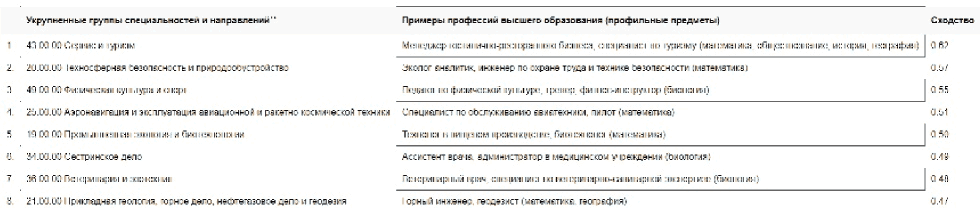 Укрупненные группы специальностей и направлений** Примеры профессий высшего образования (профильные предметы) Сходство
1. 43.00.00 Сервис и туризм Менеджер гостинично-ресторанного бизнеса, специалист по туризму (математика, обществознание, история, география) 0.62
2. 20.00.00 Техносферная безопасность и природообустройство Эколог аналитик, инженер по охране труда и технике безопасности (математика) 0.57
3. 49.00.00 Физическая культура и спорт Педагог по физической культуре, тренер, фитнес-инструктор (биология) 0.55
4. 25.00.00 Аэронавигация и эксплуатация авиационной и ракетно космической техники Специалист по обслуживанию авиатехники, пилот (математика) 0.51
5. 19.00.00 Промышленная экология и биотехнологии Технолог в пищевом производстве, биотехнолог (математика) 0.50
6. 34.00.00 Сестринское дело Ассистент врача, администратор в медицинском учреждении (биология) 0.49
7. 36.00.00 Ветеринария и зоотехния Ветеринарный врач, специалист по ветеринарно-санитарной экспертизе (биология) 0.48
8. 21.00.00 Прикладная геология, горное дело, нефтегазовое дело и геодезия Горный инженер, геодезист (математика, география) 0.47